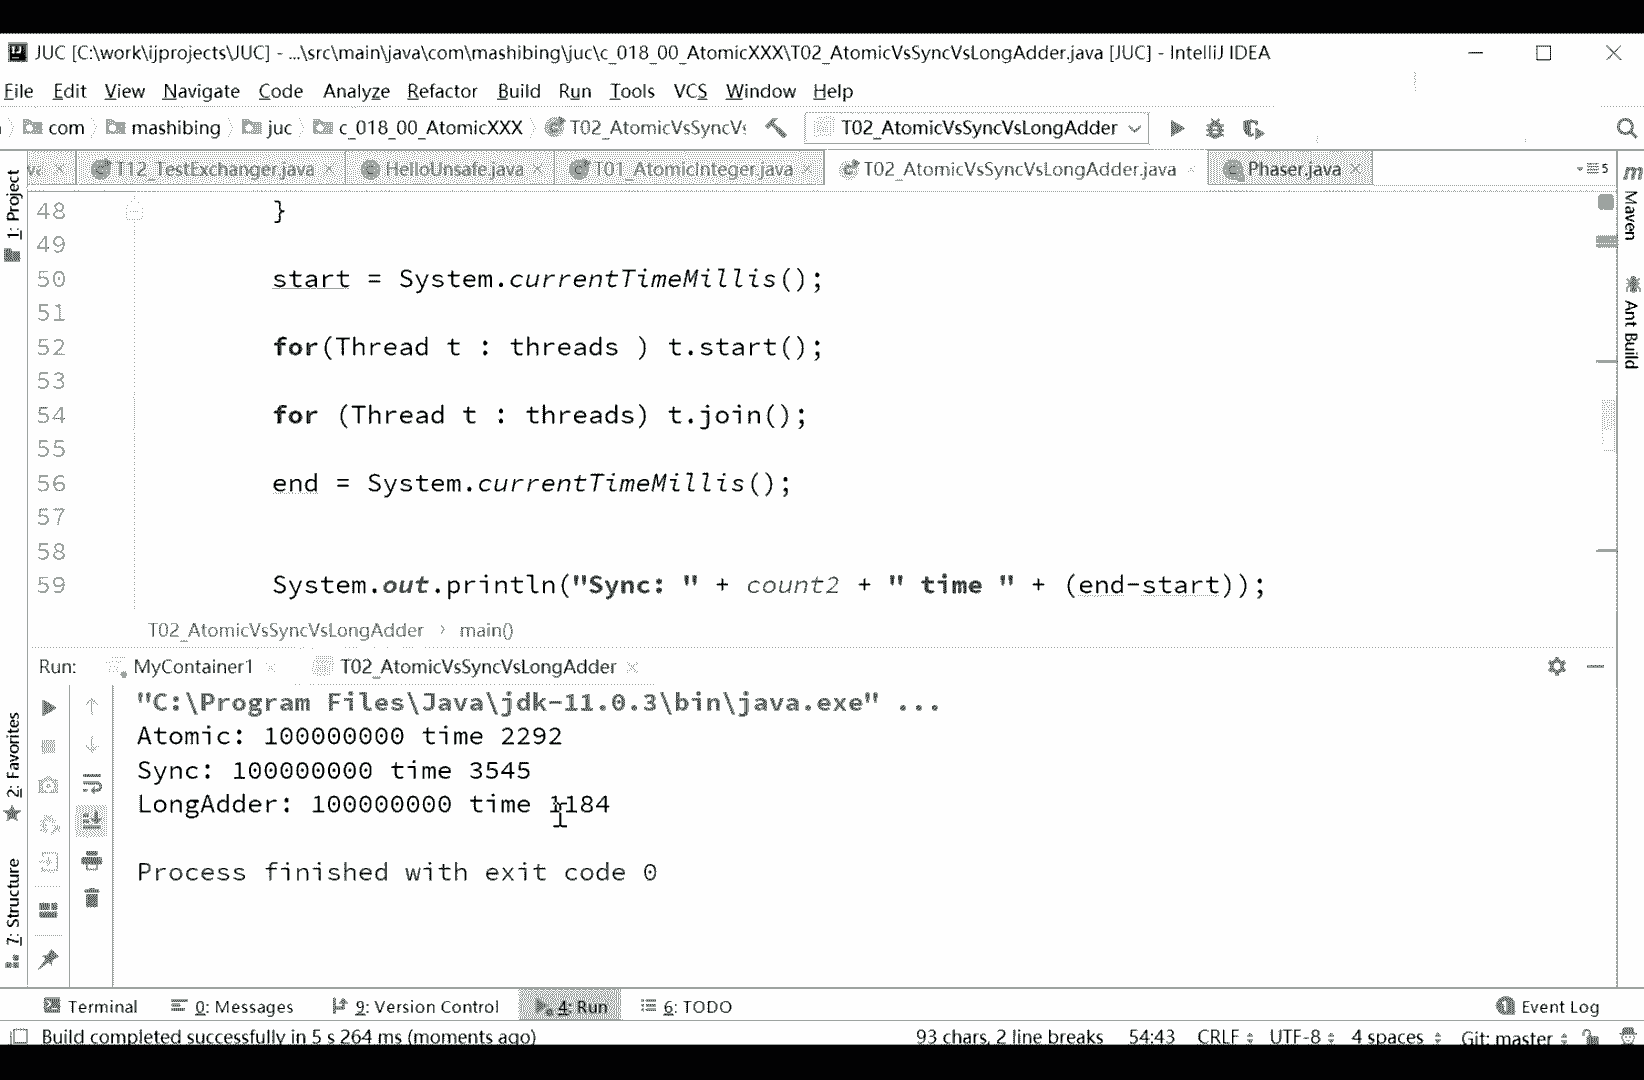 JUC [C:\work\ijprojects\JUC] - ...\src\main\java\com\mashibing\juc\c_018_00_AtomicXXX\T02_AtomicVsSyncVsLongAdder.java [JUC] - IntelliJ IDEA
File Edit View Navigate Code Analyze Refactor Build Run Tools VCS Window Help
com mashibing juc c_018_00_AtomicXXX T02_AtomicVsSyncV T02_AtomicVsSyncVsLongAdder
va T12_TestExchanger.java HelloUnsafe.java T01_AtomicInteger.java T02_AtomicVsSyncVsLongAdder.java Phaser.java 5
1: Project
Maven
Ant Build
48 }
49
50 start = System.currentTimeMillis();
51
52 for(Thread t : threads ) t.start();
53
54 for (Thread t : threads) t.join();
55
56 end = System.currentTimeMillis();
57
58
59 System.out.println("Sync: " + count2 + " time " + (end-start));
T02_AtomicVsSyncVsLongAdder › main()
Run: MyContainer1 T02_AtomicVsSyncVsLongAdder
"C:\Program Files\Java\jdk-11.0.3\bin\java.exe" ...
Atomic: 100000000 time 2292
Sync: 100000000 time 3545
LongAdder: 100000000 time 1184
Process finished with exit code 0
2: Favorites
7: Structure
Terminal 0: Messages 9: Version Control 4: Run 6: TODO 1 Event Log
Build completed successfully in 5 s 264 ms (moments ago) 93 chars, 2 line breaks 54:43 CRLF UTF-8 4 spaces Git: master